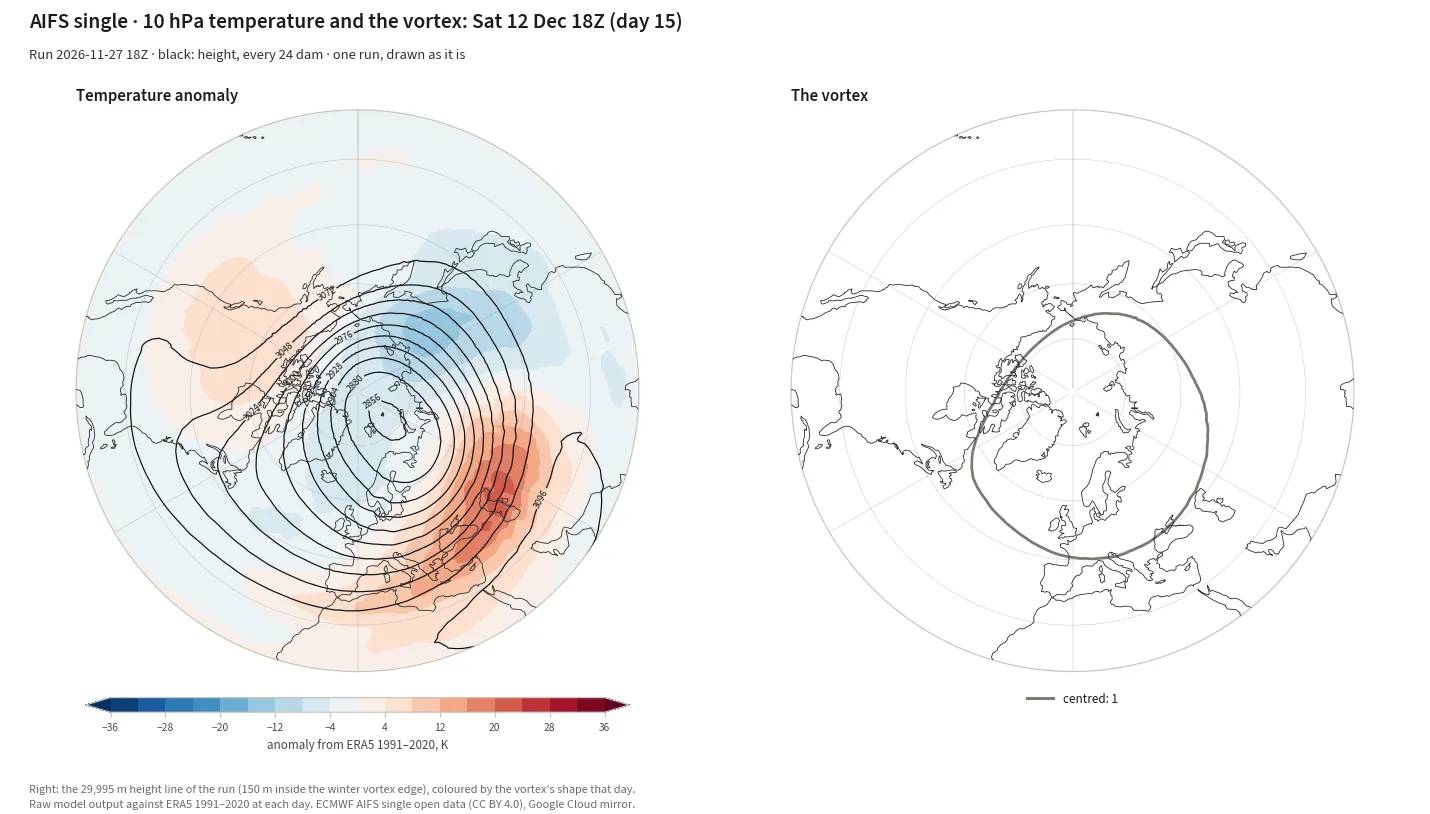 AIFS single · 10 hPa temperature and the vortex: Sat 12 Dec 18Z (day 15)
Run 2026-11-27 18Z · black: height, every 24 dam · one run, drawn as it is
Temperature anomaly
The vortex
3048
2976
2928
2880
2856
3024
3096
centred: 1
−36 −28 −20 −12 −4 4 12 20 28 36
anomaly from ERA5 1991–2020, K
Right: the 29,995 m height line of the run (150 m inside the winter vortex edge), coloured by the vortex's shape that day.
Raw model output against ERA5 1991–2020 at each day. ECMWF AIFS single open data (CC BY 4.0), Google Cloud mirror.